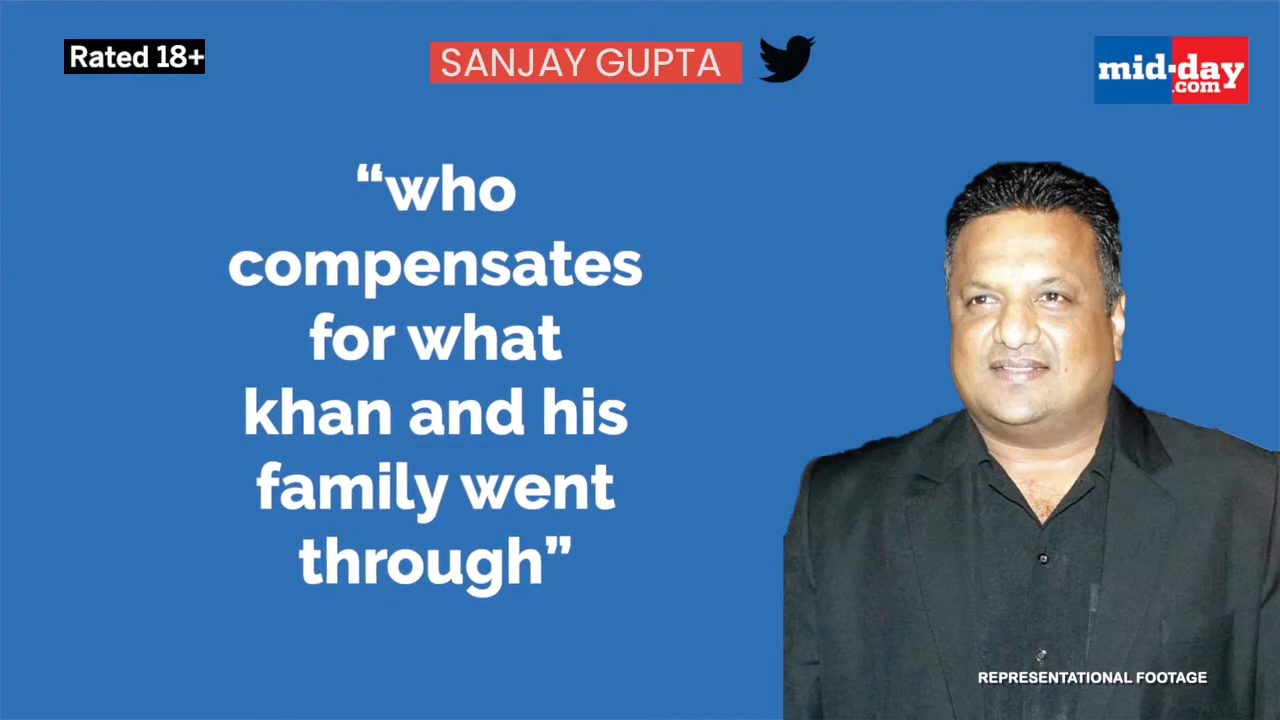 Rated 18+
SANJAY GUPTA
mid-day
.com
“who
compensates
for what
khan and his
family went
through”
REPRESENTATIONAL FOOTAGE